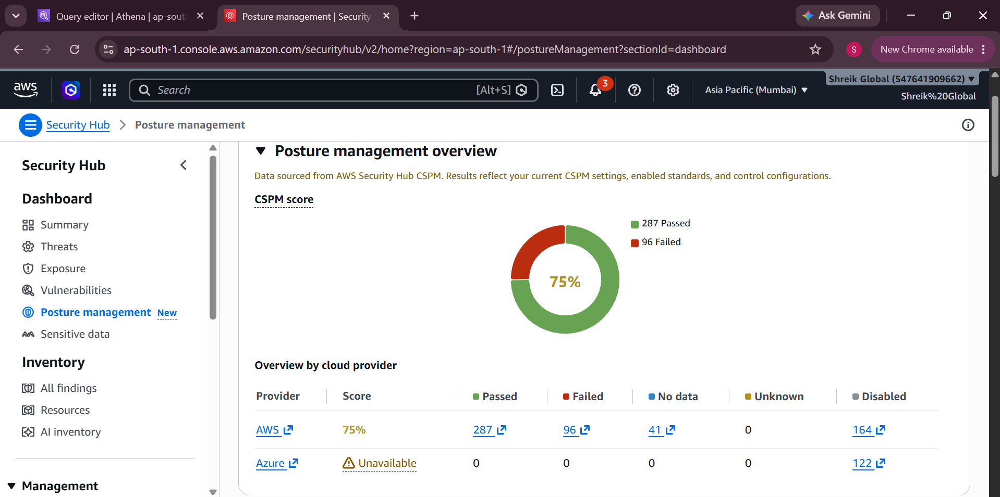 Query editor | Athena | ap-sout
Posture management | Security
Ask Gemini
ap-south-1.console.aws.amazon.com/securityhub/v2/home?region=ap-south-1#/postureManagement?sectionId=dashboard
S
New Chrome available
aws
Search
[Alt+S]
3
Asia Pacific (Mumbai)
Shreik Global (547641909662)
Shreik%20Global
Security Hub
Posture management
Security Hub
Dashboard
Summary
Threats
Exposure
Vulnerabilities
Posture management New
Sensitive data
Inventory
All findings
Resources
AI inventory
Management
Posture management overview
Data sourced from AWS Security Hub CSPM. Results reflect your current CSPM settings, enabled standards, and control configurations.
CSPM score
287 Passed
96 Failed
75%
Overview by cloud provider
Provider Score Passed Failed No data Unknown Disabled
AWS 75% 287 96 41 0 164
Azure Unavailable 0 0 0 0 122